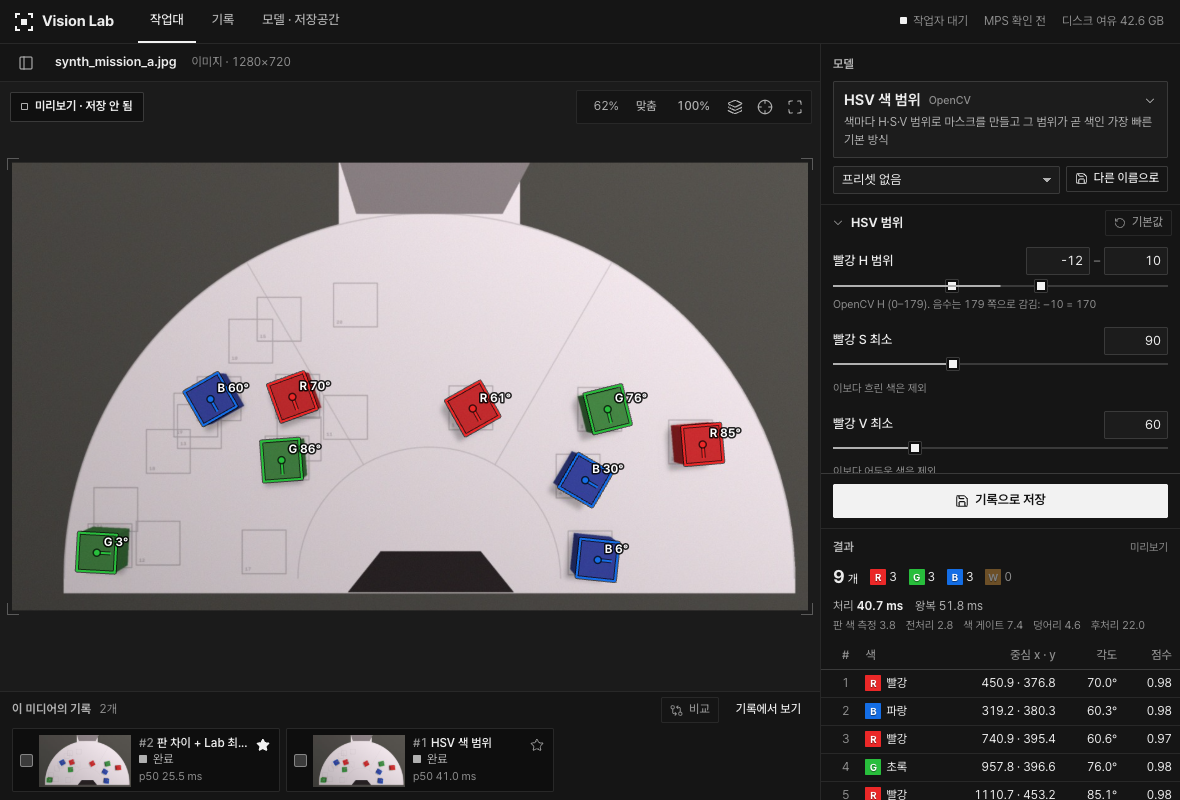 Vision Lab
작업대
기록
모델 · 저장공간
작업자 대기
MPS 확인 전
디스크 여유 42.6 GB
synth_mission_a.jpg
이미지 · 1280×720
미리보기 · 저장 안 됨
62%
맞춤
100%
B 60°
R 70°
R 61°
G 76°
R 85°
G 86°
B 30°
G 3°
B 6°
이 미디어의 기록 2개
비교
기록에서 보기
#2 판 차이 + Lab 최...
완료
p50 25.5 ms
#1 HSV 색 범위
완료
p50 41.0 ms
모델
HSV 색 범위 OpenCV
색마다 H·S·V 범위로 마스크를 만들고 그 범위가 곧 색인 가장 빠른
기본 방식
프리셋 없음
다른 이름으로
HSV 범위
기본값
빨강 H 범위
-12 – 10
OpenCV H (0–179). 음수는 179 쪽으로 감김: −10 = 170
빨강 S 최소
90
이보다 흐린 색은 제외
빨강 V 최소
60
이보다 어두운 색은 제외
기록으로 저장
결과
미리보기
9 개 R 3 G 3 B 3 W 0
처리 40.7 ms 왕복 51.8 ms
판 색 측정 3.8 전처리 2.8 색 게이트 7.4 덩어리 4.6 후처리 22.0
# 색 중심 x · y 각도 점수
1 R 빨강 450.9 · 376.8 70.0° 0.98
2 B 파랑 319.2 · 380.3 60.3° 0.98
3 R 빨강 740.9 · 395.4 60.6° 0.97
4 G 초록 957.8 · 396.6 76.0° 0.98
5 R 빨강 1110.7 · 453.2 85.1° 0.98